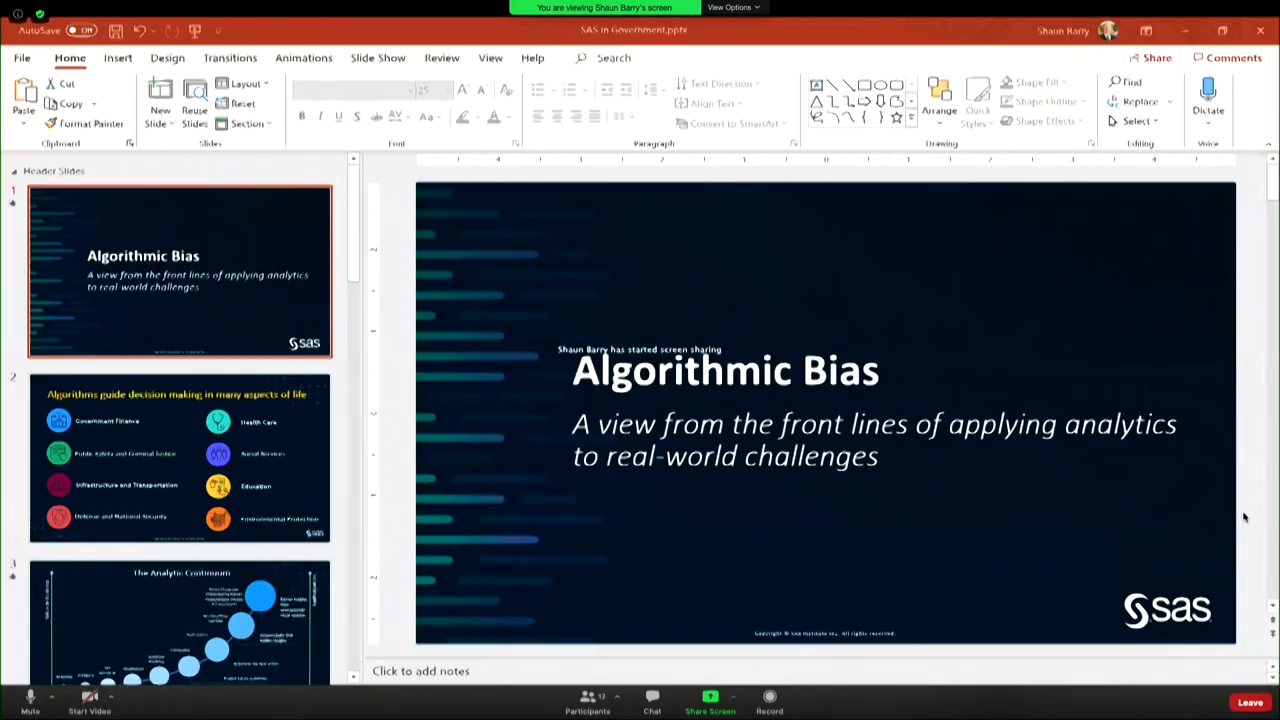 You are viewing Shaun Barry's screen
View Options
AutoSave Off
SAS in Government.pptx
Shaun Barry
File Home Insert Design Transitions Animations Slide Show Review View Help Search
Share Comments
Paste
Cut
Copy
Format Painter
New Slide
Reuse Slides
Layout
Reset
Section
25
Text Direction
Align Text
Convert to SmartArt
Arrange
Quick Styles
Shape Fill
Shape Outline
Shape Effects
Find
Replace
Select
Dictate
Clipboard Slides Font Paragraph Drawing Editing Voice
Header Slides
1
Algorithmic Bias
A view from the front lines of applying analytics
to real-world challenges
sas
2
Algorithms guide decision making in many aspects of life
Government Finance
Health Care
Public Safety and Criminal Justice
Social Services
Infrastructure and Transportation
Education
Defense and National Security
Environmental Protection
sas
3
The Analytic Continuum
Shaun Barry has started screen sharing
Algorithmic Bias
A view from the front lines of applying analytics
to real-world challenges
sas
Copyright © SAS Institute Inc. All rights reserved.
Click to add notes
Mute
Start Video
Participants 12
Chat
Share Screen
Record
Leave